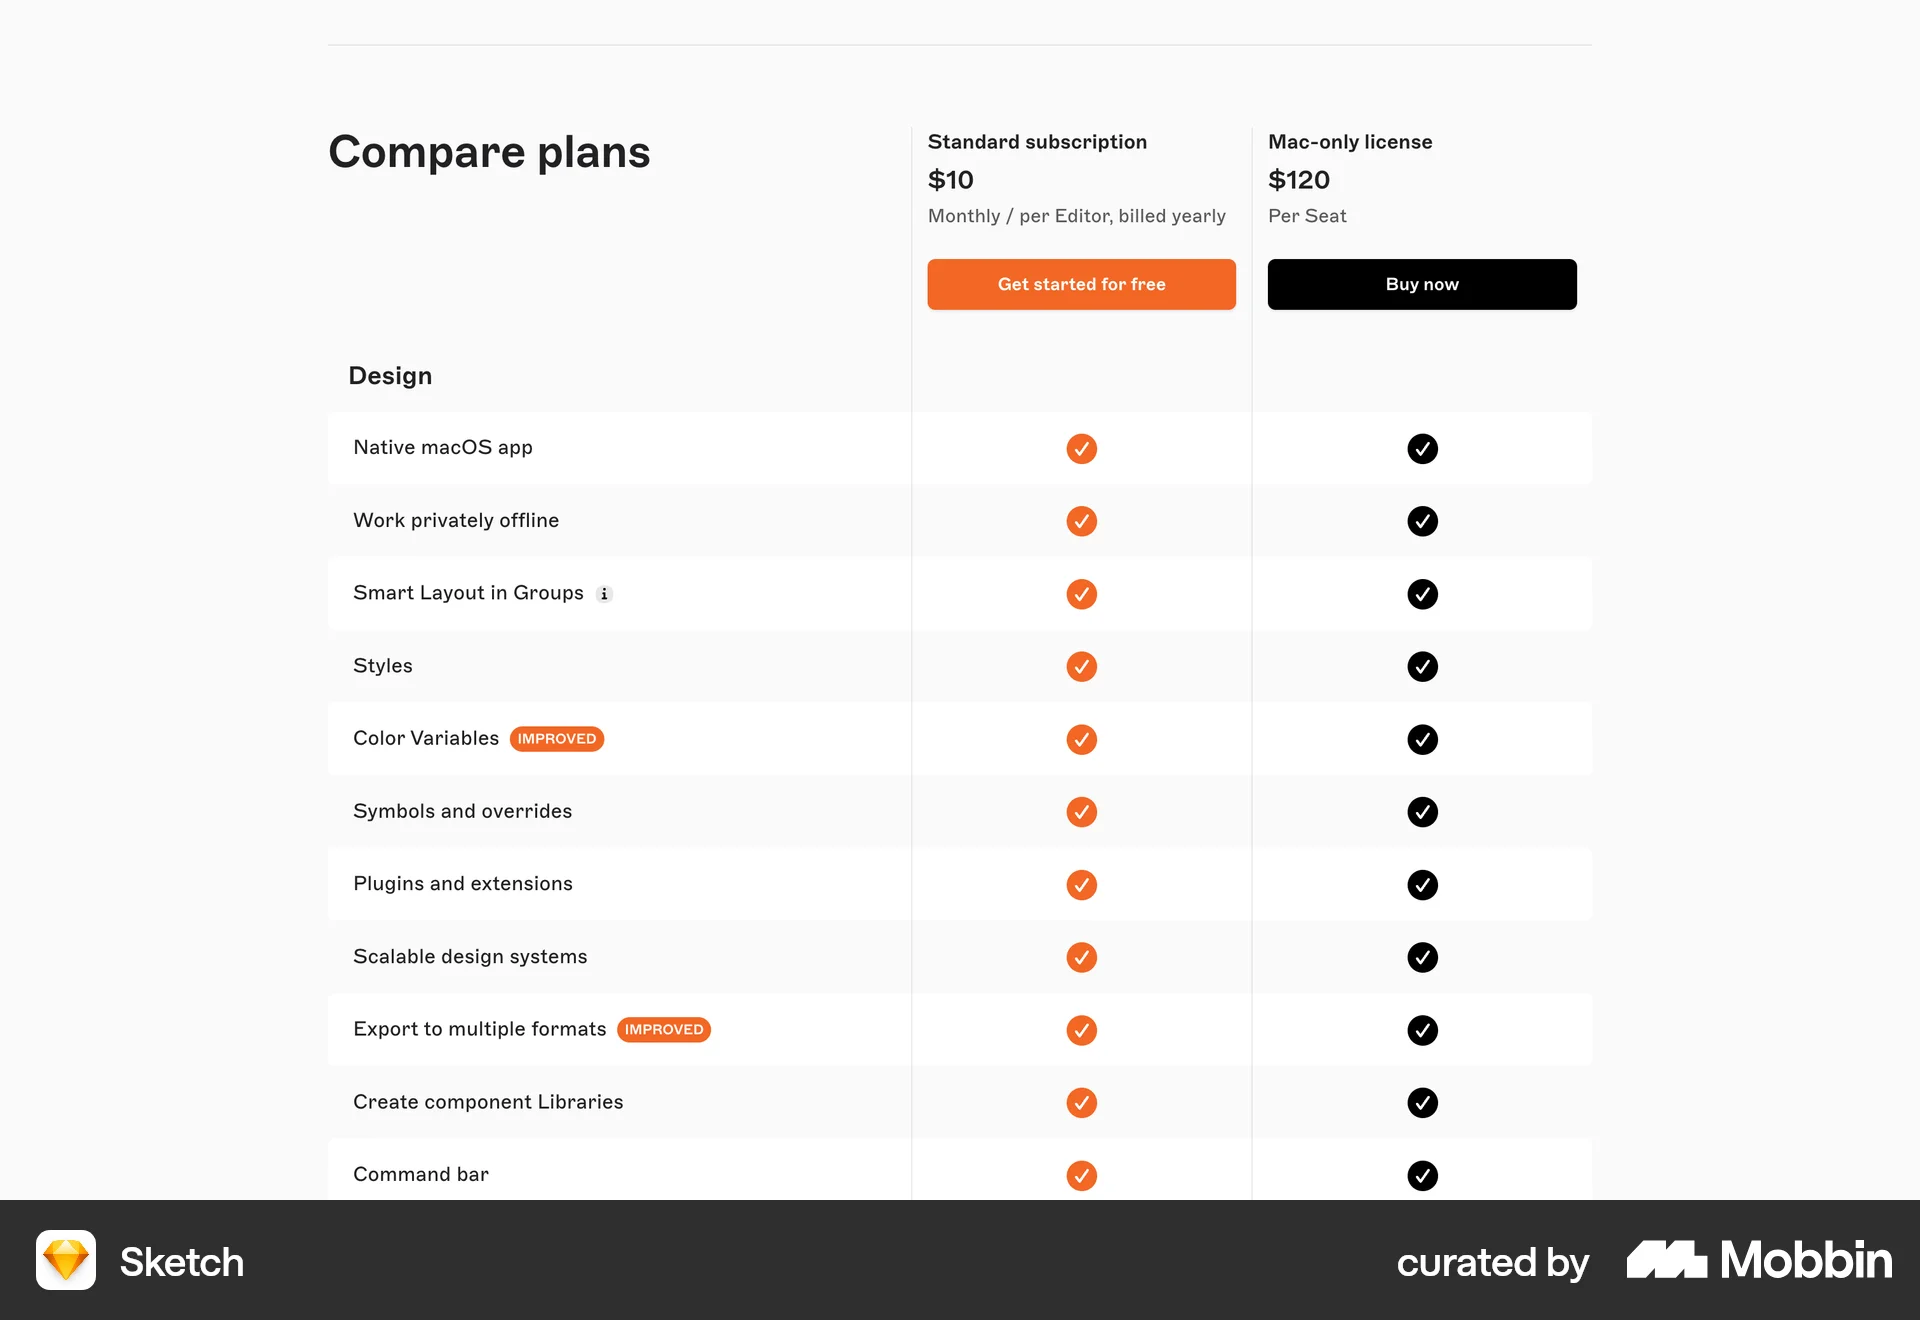 Compare plans
Standard subscription
$10
Monthly / per Editor, billed yearly
Get started for free
Mac-only license
$120
Per Seat
Buy now
Design
Native macOS app
Work privately offline
Smart Layout in Groups i
Styles
Color Variables IMPROVED
Symbols and overrides
Plugins and extensions
Scalable design systems
Export to multiple formats IMPROVED
Create component Libraries
Command bar
Sketch
curated by Mobbin